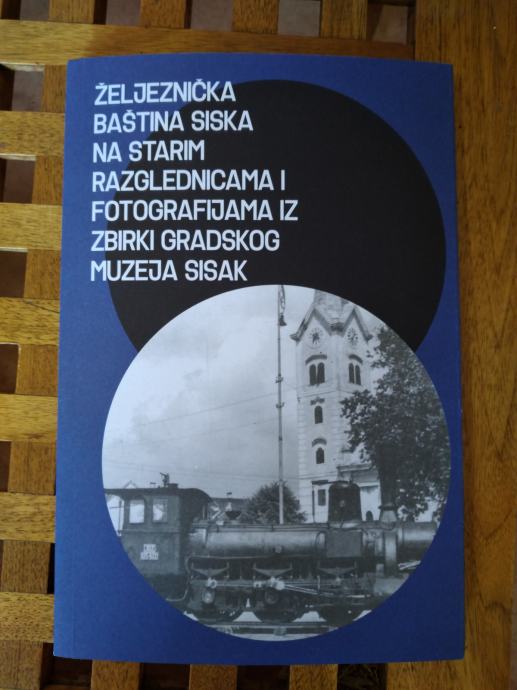 ŽELJEZNIČKA
BAŠTINA SISKA
NA STARIM
RAZGLEDNICAMA I
FOTOGRAFIJAMA IZ
ZBIRKI GRADSKOG
MUZEJA SISAK